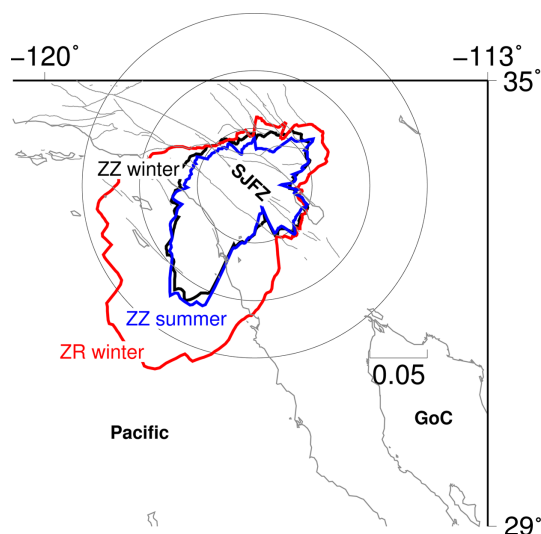 −120˚
−113˚
35˚
ZZ winter
SJFZ
ZZ summer
ZR winter
0.05
Pacific
GoC
29˚